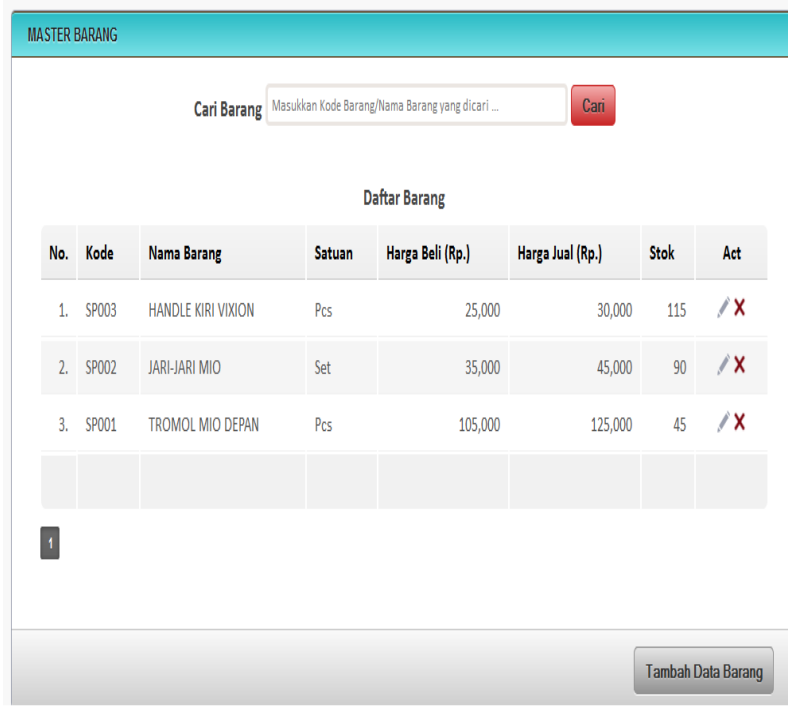 MASTER BARANG
Cari Barang Masukkan Kode Barang/Nama Barang yang dicari ... Cari
Daftar Barang
No. Kode Nama Barang Satuan Harga Beli (Rp.) Harga Jual (Rp.) Stok Act
1. SP003 HANDLE KIRI VIXION Pcs 25,000 30,000 115
2. SP002 JARI-JARI MIO Set 35,000 45,000 90
3. SP001 TROMOL MIO DEPAN Pcs 105,000 125,000 45
1
Tambah Data Barang